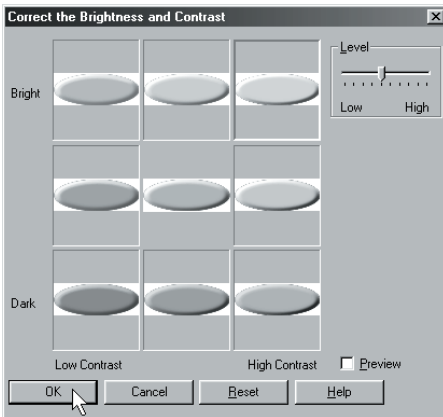 Correct the Brightness and Contrast
Level
Low High
Bright
Dark
Low Contrast High Contrast
Preview
OK Cancel Reset Help